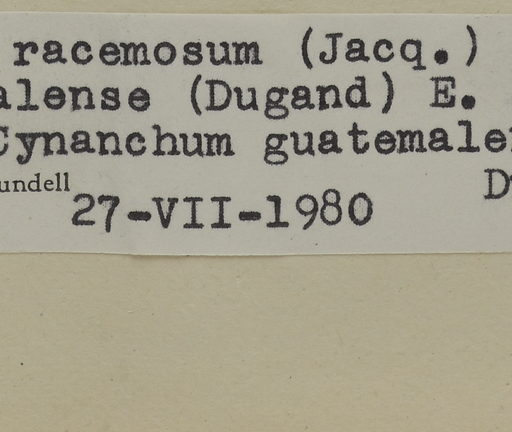 racemosum (Jacq.)
alense (Dugand) E.
Cynanchum guatemale
undell
27-VII-1980